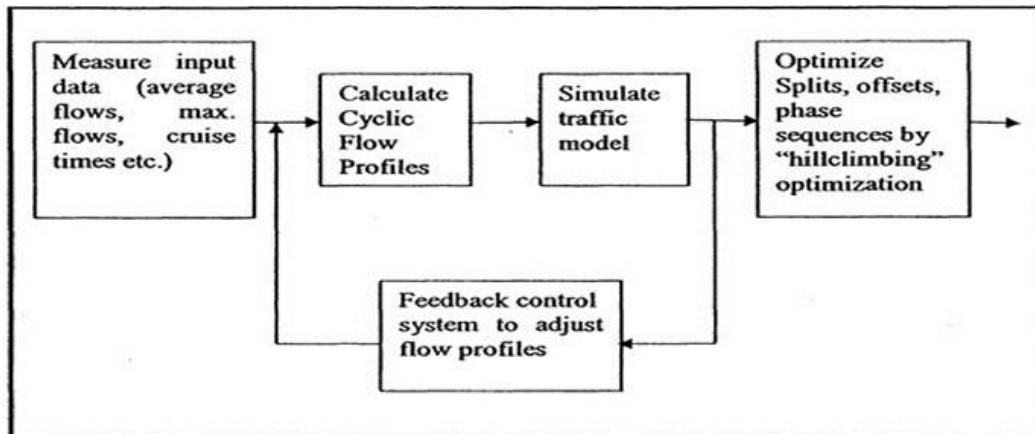 Measure input
data (average
flows, max.
flows, cruise
times etc.)
Calculate
Cyclic
Flow
Profiles
Simulate
traffic
model
Optimize
Splits, offsets,
phase
sequences by
“hillclimbing”
optimization
Feedback control
system to adjust
flow profiles